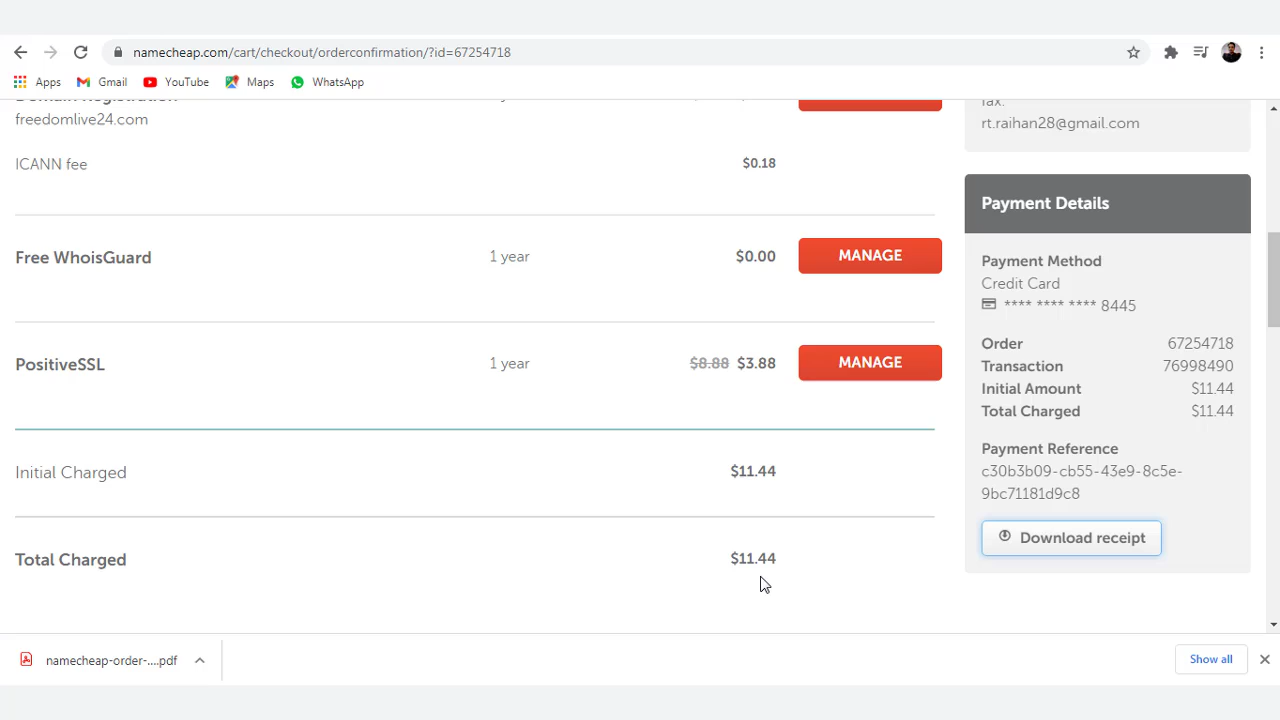 namecheap.com/cart/checkout/orderconfirmation/?id=67254718
Apps Gmail YouTube Maps WhatsApp
Domain Registration
freedomlive24.com
ICANN fee $0.18
Free WhoisGuard 1 year $0.00 MANAGE
PositiveSSL 1 year $8.88 $3.88 MANAGE
Initial Charged $11.44
Total Charged $11.44
fax:
rt.raihan28@gmail.com
Payment Details
Payment Method
Credit Card
**** **** **** 8445
Order 67254718
Transaction 76998490
Initial Amount $11.44
Total Charged $11.44
Payment Reference
c30b3b09-cb55-43e9-8c5e-
9bc71181d9c8
Download receipt
namecheap-order-....pdf
Show all